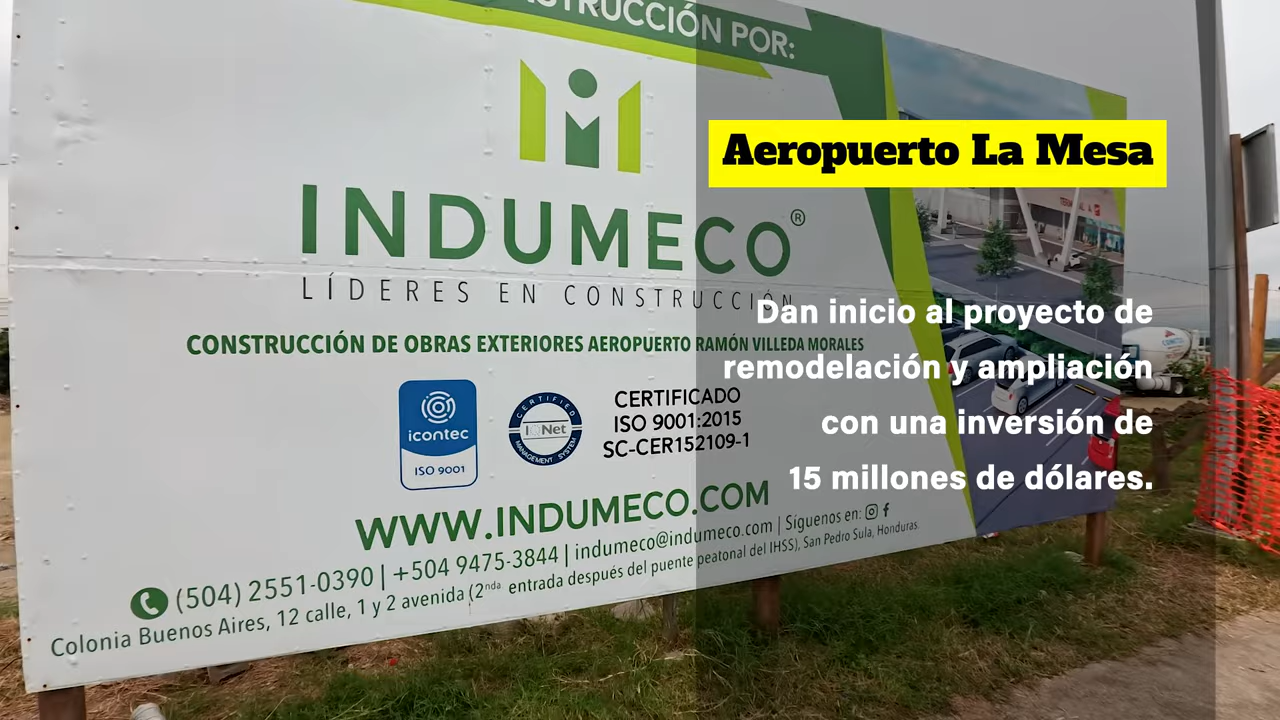 CONSTRUCCIÓN POR:
INDUMECO®
LÍDERES EN CONSTRUCCIÓN
CONSTRUCCIÓN DE OBRAS EXTERIORES AEROPUERTO RAMÓN VILLEDA MORALES
icontec
ISO 9001
CERTIFIED
IQNet
MANAGEMENT SYSTEM
CERTIFICADO
ISO 9001:2015
SC-CER152109-1
WWW.INDUMECO.COM
(504) 2551-0390 | +504 9475-3844 | indumeco@indumeco.com | Síguenos en:
Colonia Buenos Aires, 12 calle, 1 y 2 avenida (2nda entrada después del puente peatonal del IHSS), San Pedro Sula, Honduras.
Aeropuerto La Mesa
TERMINAL
Dan inicio al proyecto de
remodelación y ampliación
con una inversión de
15 millones de dólares.